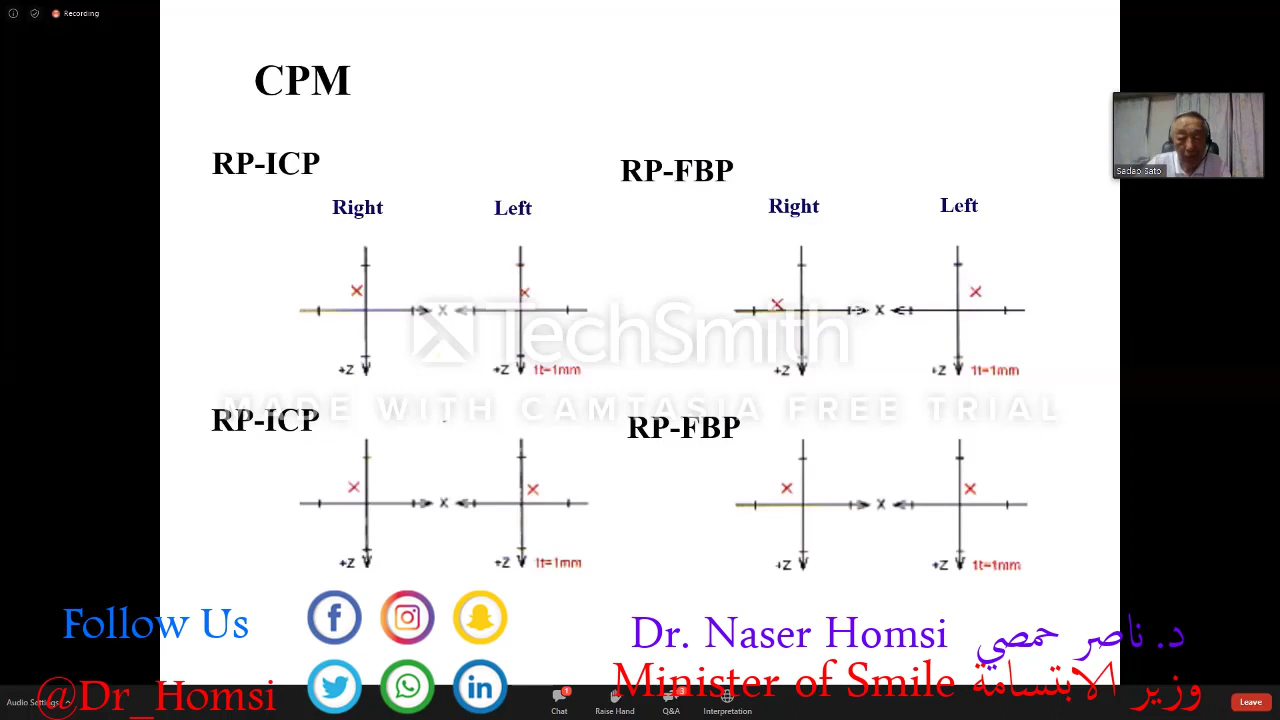 Recording
CPM
RP-ICP
RP-FBP
Right
Left
Right
Left
Sadao Sato
X
X
+Z
+Z
1t=1mm
+Z
+Z
1t=1mm
TechSmith
MADE WITH CAMTASIA FREE TRIAL
RP-ICP
RP-FBP
X
X
+Z
+Z
1t=1mm
+Z
+Z
1t=1mm
Follow Us
Dr. Naser Homsi د. ناصر حمصي
Minister of Smile وزير الابتسامة
@Dr_Homsi
Audio Settings
Chat
1
Raise Hand
Q&A
3
Interpretation
Leave